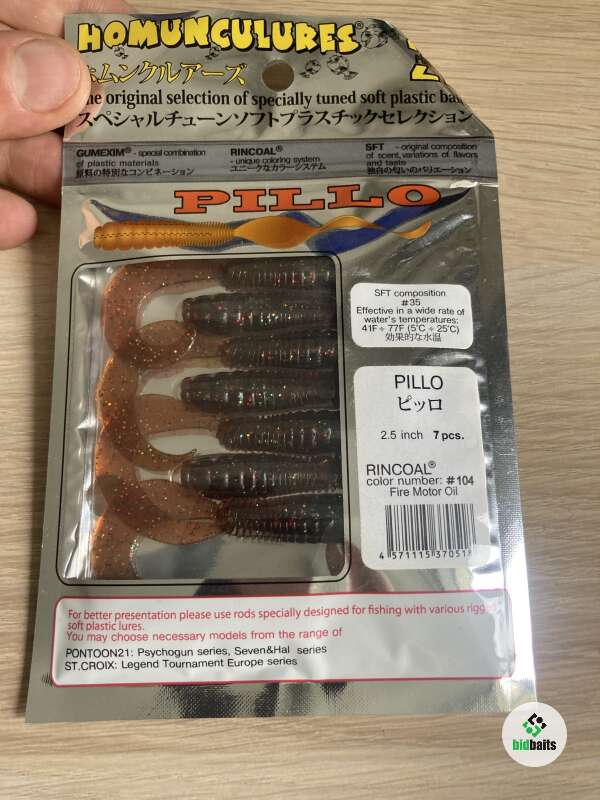 HOMUNCULURES®
ホムンクルアーズ
The original selection of specially tuned soft plastic
スペシャルチューンソフトプラスチックセレクション
GUMEXIM® - special combination
of plastic materials
原料の特別なコンビネーション
RINCOAL®
- unique coloring system
ユニークなカラーシステム
SFT - original composition
of scent, variations of flavors
and taste
独自の匂いのバリエーション
PILLO
SFT composition
#35
Effective in a wide rate of
water's temperatures:
41F ÷ 77F (5°C ÷ 25°C)
効果的な水温
PILLO
ピッロ
2.5 inch 7 pcs.
RINCOAL®
color number: #104
Fire Motor Oil
4 571115 37051
For better presentation please use rods specially designed for fishing with various rigged
soft plastic lures.
You may choose necessary models from the range of
PONTOON21: Psychogun series, Seven&Hal series
ST.CROIX: Legend Tournament Europe series
bidbaits